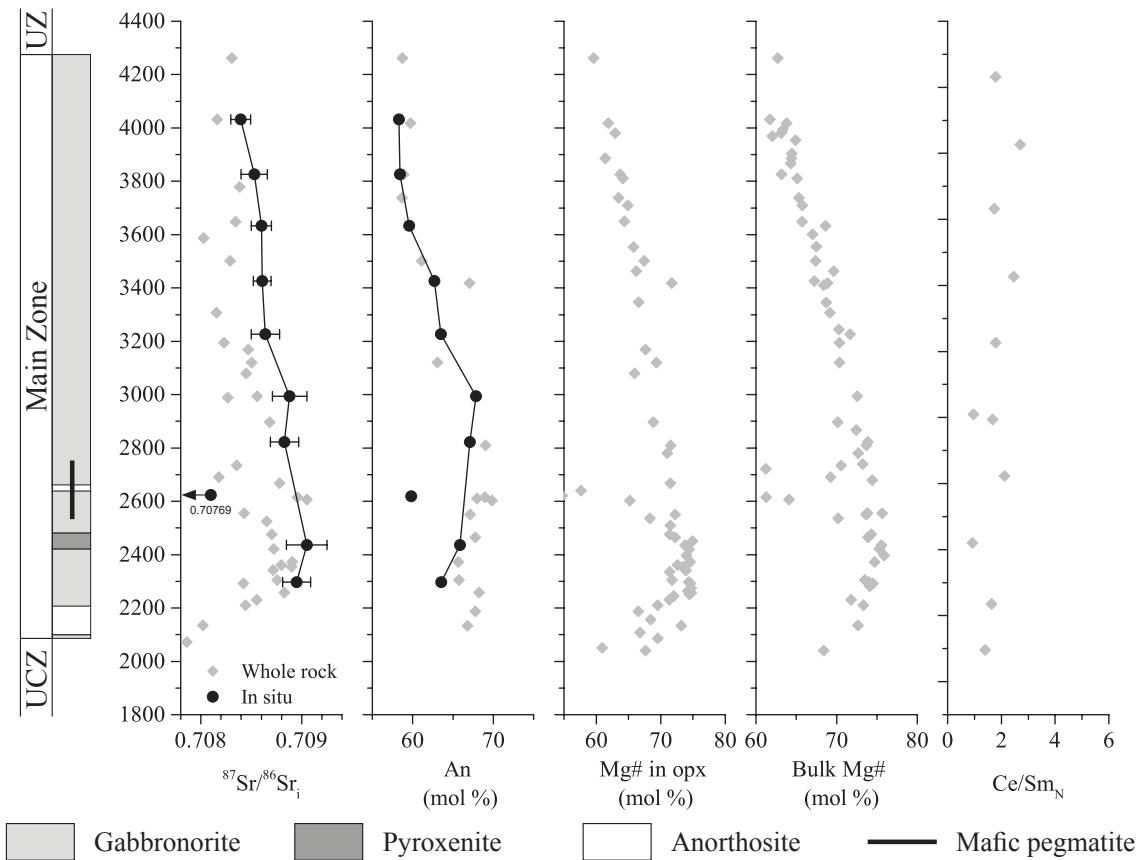 UZ
Main Zone
UCZ
4400
4200
4000
3800
3600
3400
3200
3000
2800
2600
2400
2200
2000
1800
0.70769
Whole rock
In situ
0.708 0.709
⁸⁷Sr/⁸⁶Srᵢ
60 70
An
(mol %)
60 70 80
Mg# in opx
(mol %)
60 70 80
Bulk Mg#
(mol %)
0 2 4 6
Ce/Sm_N
Gabbronorite Pyroxenite Anorthosite Mafic pegmatite